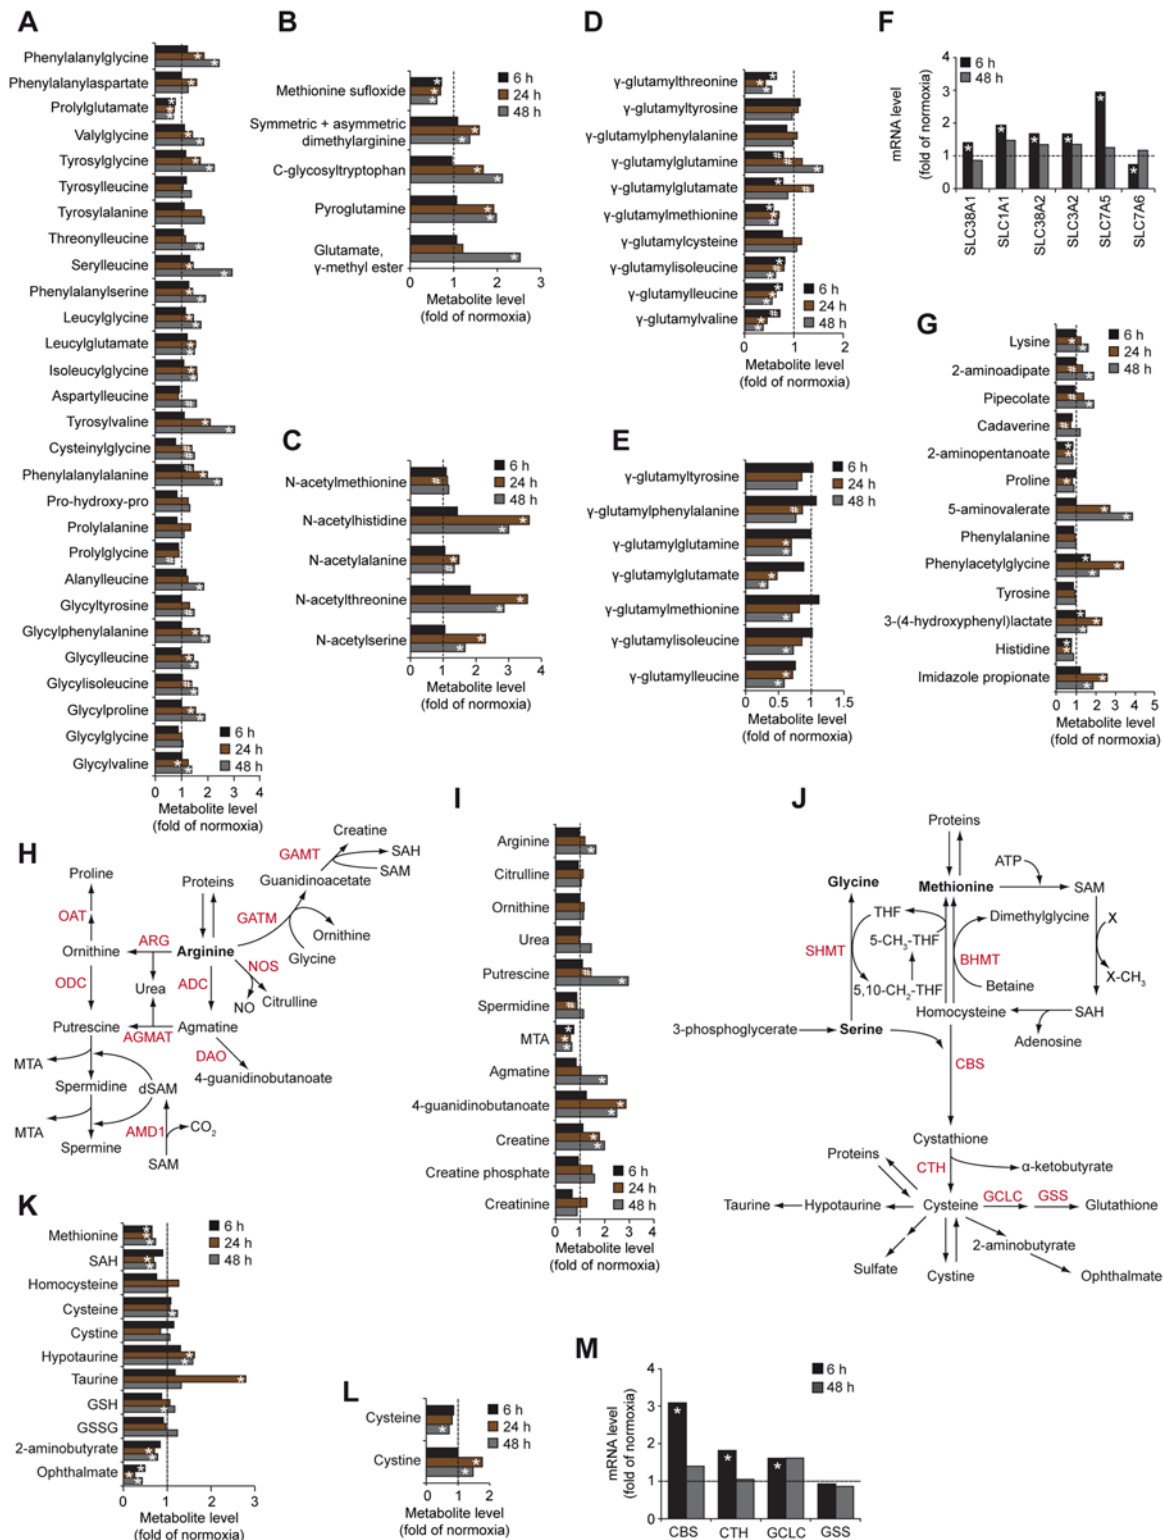 A
Phenylalanylglycine
Phenylalanylaspartate
Prolylglutamate
Valylglycine
Tyrosylglycine
Tyrosylleucine
Tyrosylalanine
Threonylleucine
Serylleucine
Phenylalanylserine
Leucylglycine
Leucylglutamate
Isoleucylglycine
Aspartylleucine
Tyrosylvaline
Cysteinylglycine
Phenylalanylalanine
Pro-hydroxy-pro
Prolylalanine
Prolylglycine
Alanylleucine
Glycyltyrosine
Glycylphenylalanine
Glycylleucine
Glycylisoleucine
Glycylproline
Glycylglycine
Glycylvaline
6 h
24 h
48 h
0 1 2 3 4
Metabolite level
(fold of normoxia)
B
6 h
24 h
48 h
Methionine sufloxide
Symmetric + asymmetric
dimethylarginine
C-glycosyltryptophan
Pyroglutamine
Glutamate,
γ-methyl ester
0 1 2 3
Metabolite level
(fold of normoxia)
C
6 h
24 h
48 h
N-acetylmethionine
N-acetylhistidine
N-acetylalanine
N-acetylthreonine
N-acetylserine
0 1 2 3 4
Metabolite level
(fold of normoxia)
D
γ-glutamylthreonine
γ-glutamyltyrosine
γ-glutamylphenylalanine
γ-glutamylglutamine
γ-glutamylglutamate
γ-glutamylmethionine
γ-glutamylcysteine
γ-glutamylisoleucine
γ-glutamylleucine
γ-glutamylvaline
6 h
24 h
48 h
0 1 2
Metabolite level
(fold of normoxia)
E
6 h
24 h
48 h
γ-glutamyltyrosine
γ-glutamylphenylalanine
γ-glutamylglutamine
γ-glutamylglutamate
γ-glutamylmethionine
γ-glutamylisoleucine
γ-glutamylleucine
0 0.5 1 1.5
Metabolite level
(fold of normoxia)
F
6 h
48 h
mRNA level
(fold of normoxia)
4
3
2
1
0
SLC38A1
SLC1A1
SLC38A2
SLC3A2
SLC7A5
SLC7A6
G
6 h
24 h
48 h
Lysine
2-aminoadipate
Pipecolate
Cadaverine
2-aminopentanoate
Proline
5-aminovalerate
Phenylalanine
Phenylacetylglycine
Tyrosine
3-(4-hydroxyphenyl)lactate
Histidine
Imidazole propionate
0 1 2 3 4 5
Metabolite level
(fold of normoxia)
H
Creatine
GAMT
SAH
SAM
Proline
Proteins
Guanidinoacetate
OAT
GATM
Ornithine
ARG
Ornithine
Arginine
Glycine
NOS
ODC
Urea
ADC
NO
Citrulline
Putrescine
AGMAT
Agmatine
DAO
MTA
4-guanidinobutanoate
Spermidine
dSAM
MTA
AMD1
CO2
Spermine
SAM
I
Arginine
Citrulline
Ornithine
Urea
Putrescine
Spermidine
MTA
Agmatine
4-guanidinobutanoate
Creatine
Creatine phosphate
Creatinine
6 h
24 h
48 h
0 1 2 3 4
Metabolite level
(fold of normoxia)
J
Proteins
ATP
Glycine
Methionine
SAM
THF
Dimethylglycine
X
5-CH3-THF
SHMT
BHMT
X-CH3
5,10-CH2-THF
Betaine
Homocysteine
SAH
3-phosphoglycerate
Serine
Adenosine
CBS
Cystathione
Proteins
CTH
α-ketobutyrate
Taurine
Hypotaurine
Cysteine
GCLC
GSS
Glutathione
2-aminobutyrate
Sulfate
Cystine
Ophthalmate
K
6 h
24 h
48 h
Methionine
SAH
Homocysteine
Cysteine
Cystine
Hypotaurine
Taurine
GSH
GSSG
2-aminobutyrate
Ophthalmate
0 1 2 3
Metabolite level
(fold of normoxia)
L
6 h
24 h
48 h
Cysteine
Cystine
0 1 2
Metabolite level
(fold of normoxia)
M
6 h
48 h
mRNA level
(fold of normoxia)
4
3
2
1
0
CBS CTH GCLC GSS